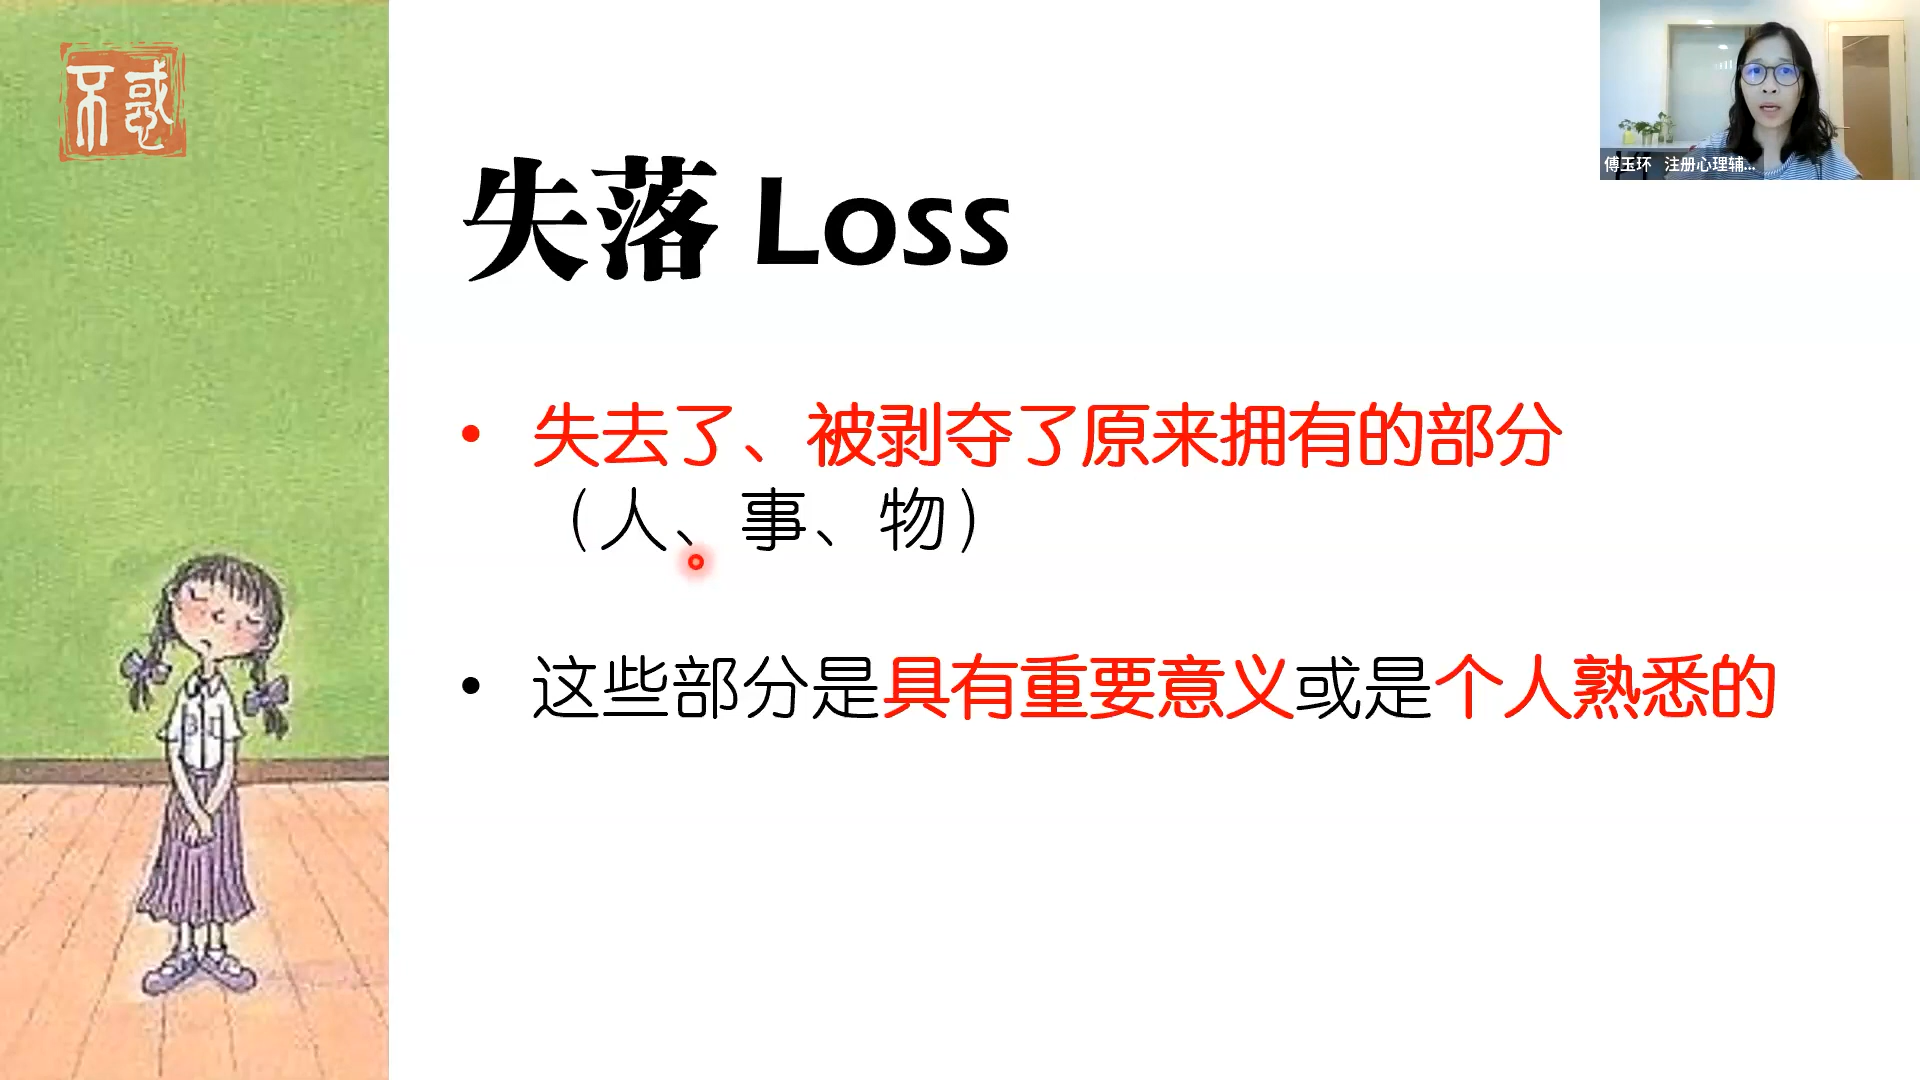 不惑
失落 Loss
• 失去了、被剥夺了原来拥有的部分
（人、事、物）
• 这些部分是具有重要意义或是个人熟悉的
傅玉环 注册心理辅...